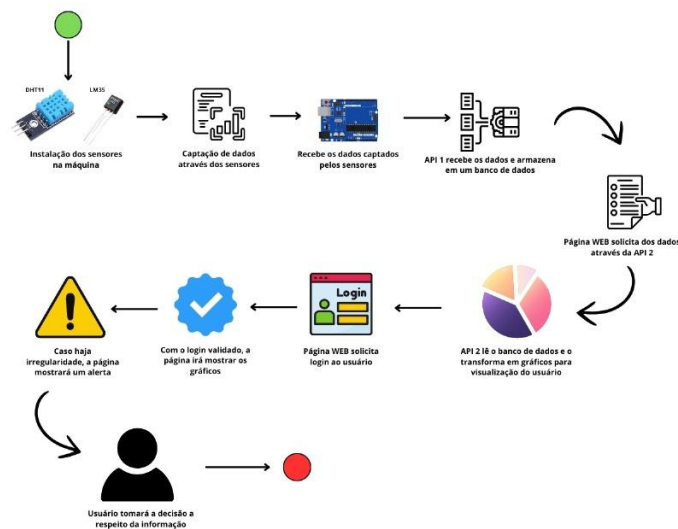 DHT11
LM35
Instalação dos sensores
na máquina
Captação de dados
através dos sensores
Recebe os dados captados
pelos sensores
API 1 recebe os dados e armazena
em um banco de dados
Página WEB solicita dos dados
através da API 2
Caso haja
irregularidade, a página
mostrará um alerta
Com o login validado, a
página irá mostrar os
gráficos
Login
Página WEB solicita
login ao usuário
API 2 lê o banco de dados e o
transforma em gráficos para
visualização do usuário
Usuário tomará a decisão a
respeito da informação